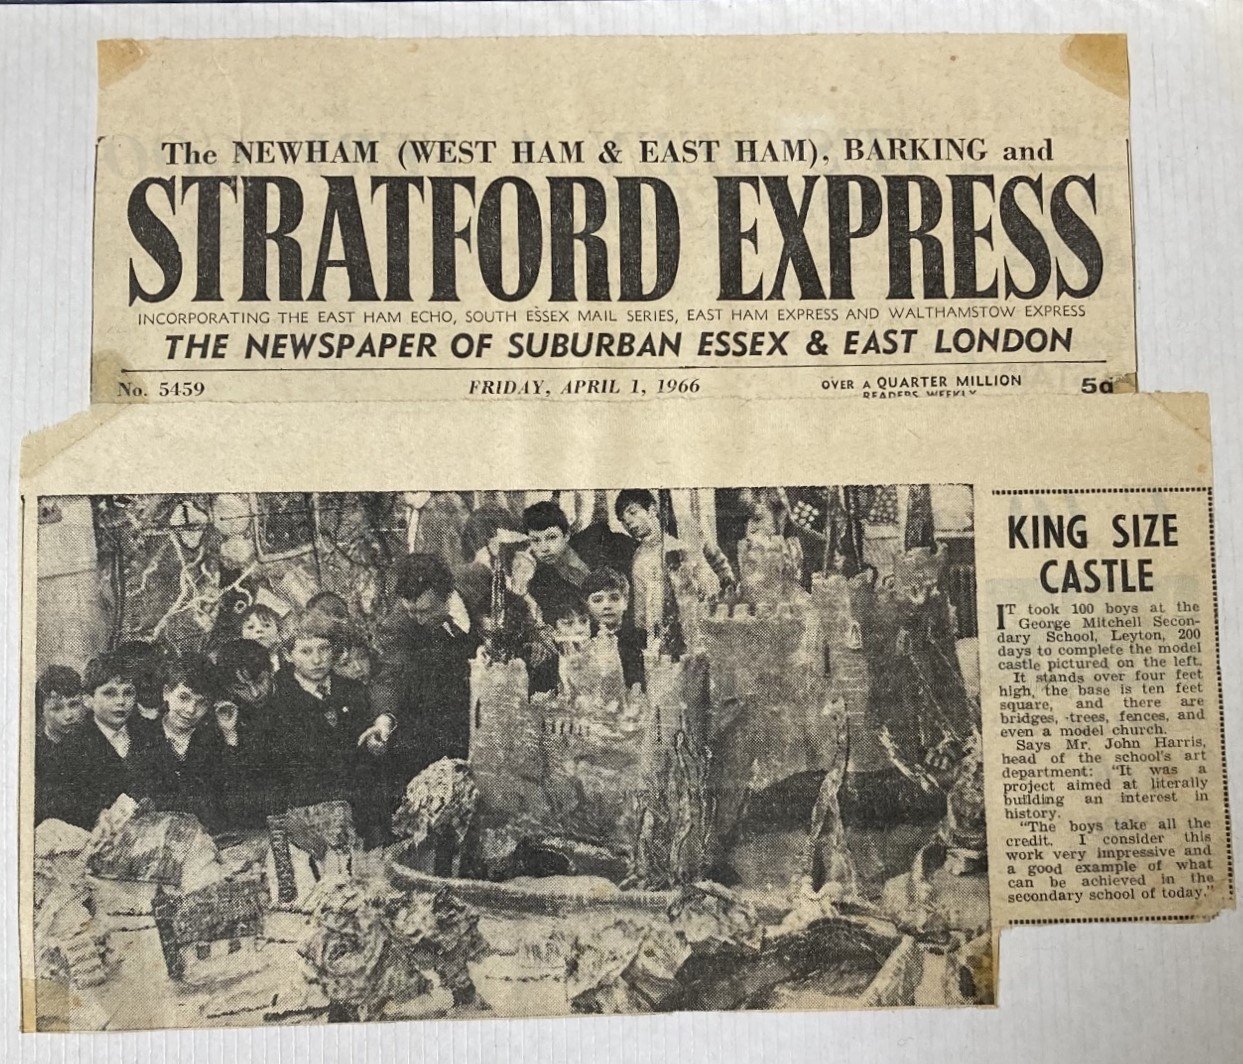 The NEWHAM (WEST HAM & EAST HAM), BARKING and
STRATFORD EXPRESS
INCORPORATING THE EAST HAM ECHO, SOUTH ESSEX MAIL SERIES, EAST HAM EXPRESS AND WALTHAMSTOW EXPRESS
THE NEWSPAPER OF SUBURBAN ESSEX & EAST LONDON
No. 5459 FRIDAY, APRIL 1, 1966 OVER A QUARTER MILLION 5d
READERS WEEKLY
KING SIZE
CASTLE
IT took 100 boys at the
George Mitchell Secon-
dary School, Leyton, 200
days to complete the model
castle pictured on the left.
It stands over four feet
high, the base is ten feet
square, and there are
bridges, trees, fences, and
even a model church.
Says Mr. John Harris,
head of the school's art
department: "It was a
project aimed at literally
building an interest in
history.
"The boys take all the
credit. I consider this
work very impressive and
a good example of what
can be achieved in the
secondary school of today."